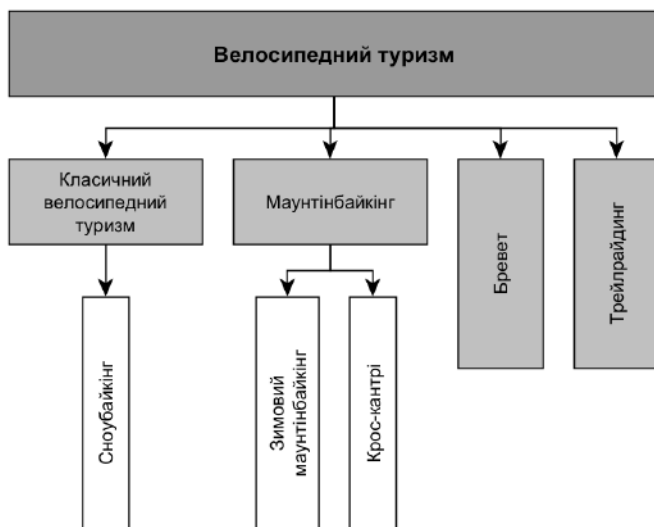 Велосипедний туризм
Класичний
велосипедний
туризм
Маунтінбайкінг
Бревет
Трейлрайдинг
Сноубайкінг
Зимовий
маунтінбайкінг
Крос-кантрі